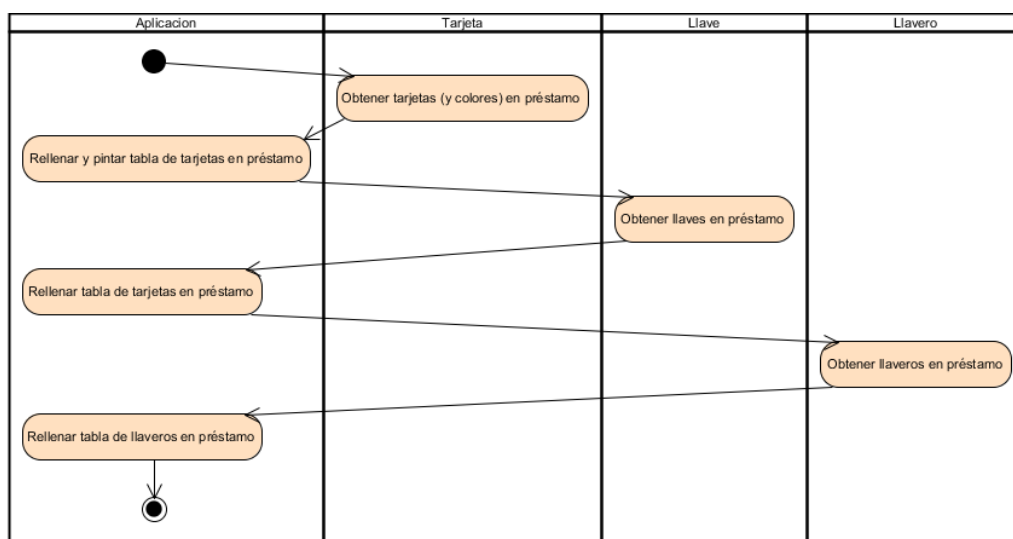 Aplicacion
Tarjeta
Llave
Llavero
Obtener tarjetas (y colores) en préstamo
Rellenar y pintar tabla de tarjetas en préstamo
Obtener llaves en préstamo
Rellenar tabla de tarjetas en préstamo
Obtener llaveros en préstamo
Rellenar tabla de llaveros en préstamo